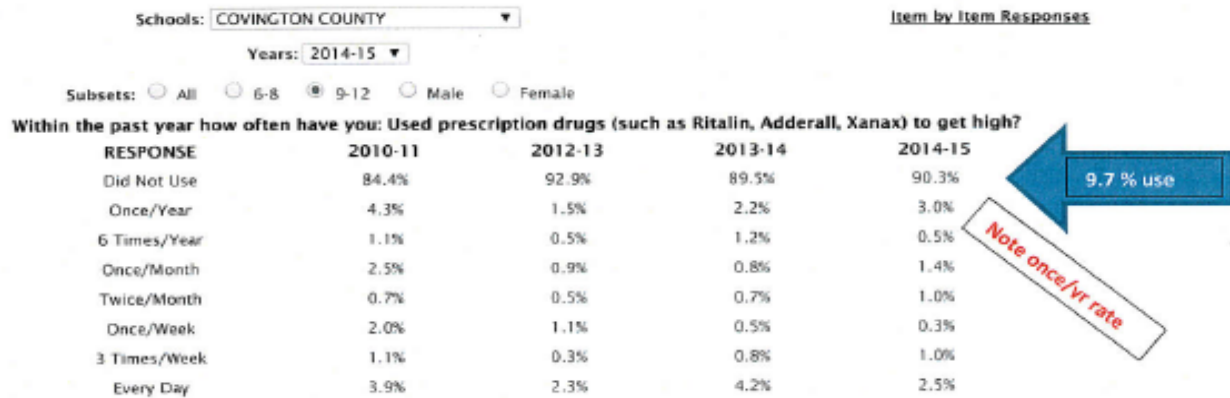 Schools: COVINGTON COUNTY Item by Item Responses
Years: 2014-15
Subsets: All 6-8 9-12 Male Female
Within the past year how often have you: Used prescription drugs (such as Ritalin, Adderall, Xanax) to get high?
RESPONSE 2010-11 2012-13 2013-14 2014-15
Did Not Use 84.4% 92.9% 89.5% 90.3% 9.7 % use
Once/Year 4.3% 1.5% 2.2% 3.0%
6 Times/Year 1.1% 0.5% 1.2% 0.5%
Note once/yr rate
Once/Month 2.5% 0.9% 0.8% 1.4%
Twice/Month 0.7% 0.5% 0.7% 1.0%
Once/Week 2.0% 1.1% 0.5% 0.3%
3 Times/Week 1.1% 0.3% 0.8% 1.0%
Every Day 3.9% 2.3% 4.2% 2.5%